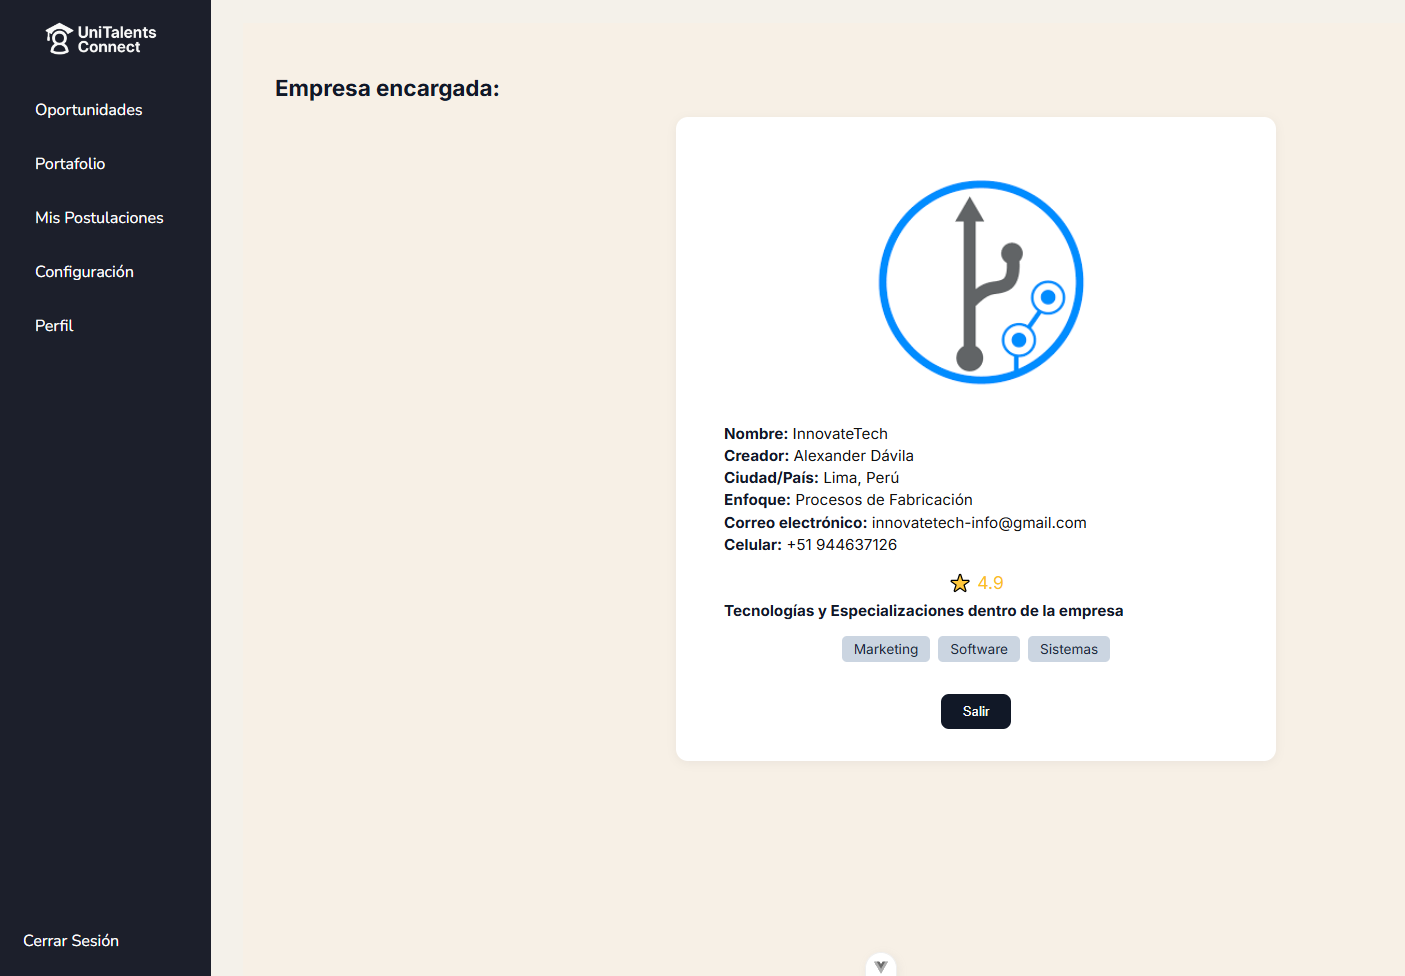 UniTalents
Connect
Oportunidades
Portafolio
Mis Postulaciones
Configuración
Perfil
Cerrar Sesión
Empresa encargada:
Nombre: InnovateTech
Creador: Alexander Dávila
Ciudad/País: Lima, Perú
Enfoque: Procesos de Fabricación
Correo electrónico: innovatetech-info@gmail.com
Celular: +51 944637126
4.9
Tecnologías y Especializaciones dentro de la empresa
Marketing Software Sistemas
Salir